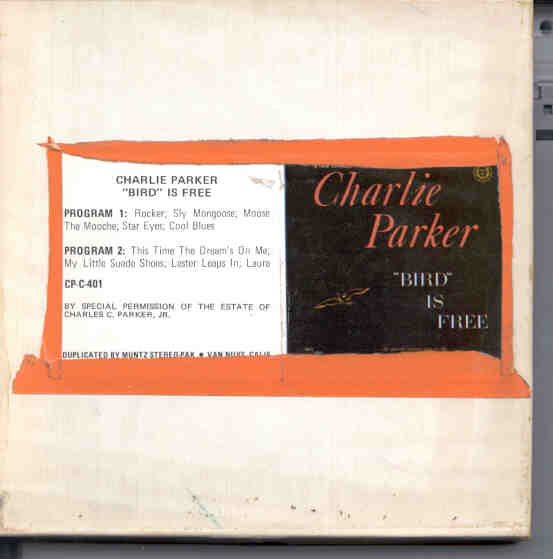 CHARLIE PARKER
"BIRD" IS FREE
PROGRAM 1: Rocker; Sly Mongoose; Moose
The Mooche; Star Eyes; Cool Blues
PROGRAM 2: This Time The Dream's On Me;
My Little Suede Shoes; Lester Leaps In; Laura
CP-C-401
BY SPECIAL PERMISSION OF THE ESTATE OF
CHARLES C. PARKER, JR.
DUPLICATED BY MUNTZ STEREO-PAK • VAN NUYS, CALIF.
Charlie
Parker
"BIRD"
IS
FREE